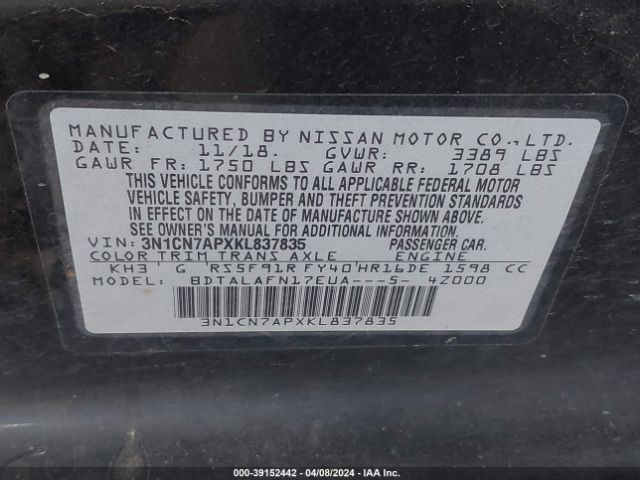 MANUFACTURED BY NISSAN MOTOR CO.,LTD.
DATE: 11/18. GVWR: 3389 LBS
GAWR FR: 1750 LBS GAWR RR: 1708 LBS
THIS VEHICLE CONFORMS TO ALL APPLICABLE FEDERAL MOTOR
VEHICLE SAFETY, BUMPER AND THEFT PREVENTION STANDARDS
IN EFFECT ON THE DATE OF MANUFACTURE SHOWN ABOVE.
SEE OWNER'S MANUAL FOR ADDITIONAL INFORMATION.
VIN: 3N1CN7APXKL837835 PASSENGER CAR.
COLOR TRIM TRANS AXLE ENGINE
KH3 G RS5F91R FY40 HR16DE 1598 CC
MODEL: BDTALAFN17EUA---5- 4Z000
3N1CN7APXKL837835
000-39152442 - 04/08/2024 - IAA Inc.